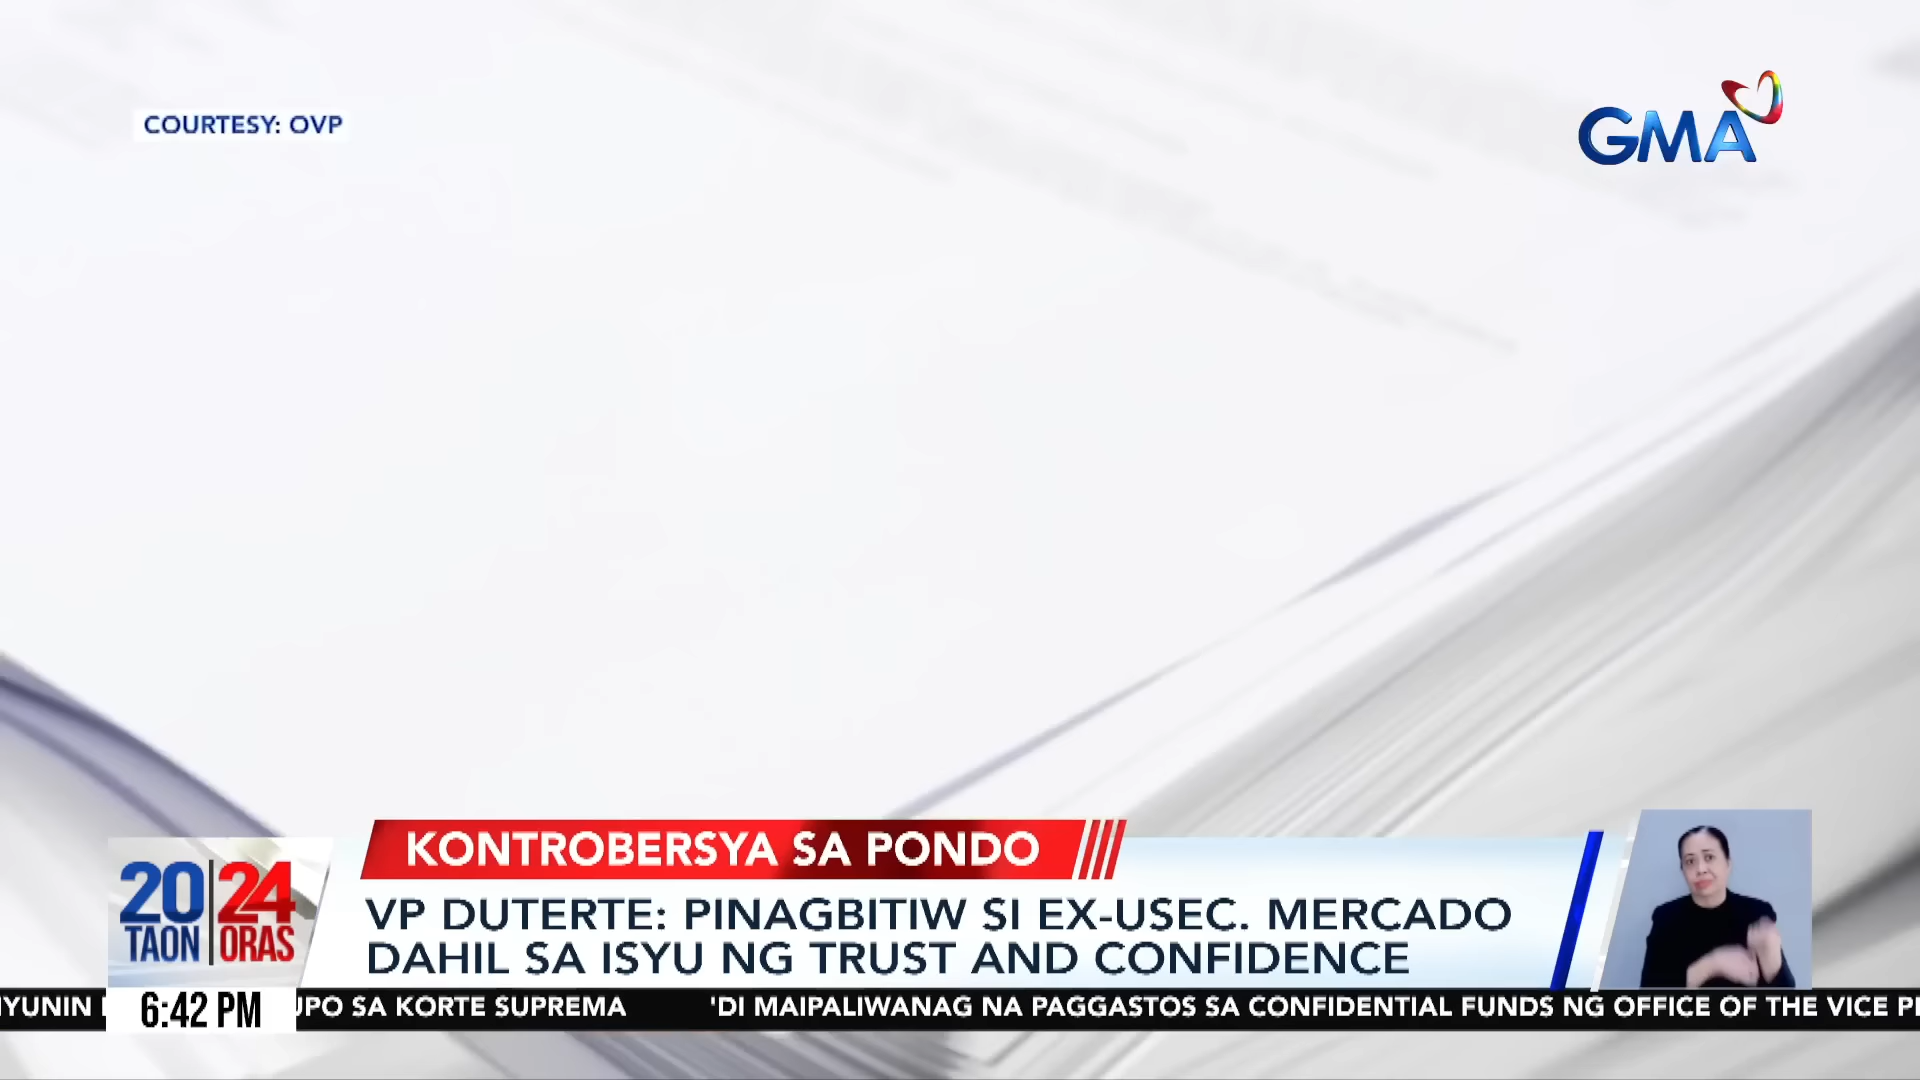 COURTESY: OVP
GMA
KONTROBERSYA SA PONDO
VP DUTERTE: PINAGBITIW SI EX-USEC. MERCADO
DAHIL SA ISYU NG TRUST AND CONFIDENCE
20 TAON 24 ORAS
6:42 PM
SA KORTE SUPREMA 'DI MAIPALIWANAG NA PAGGASTOS SA CONFIDENTIAL FUNDS NG OFFICE OF THE VICE